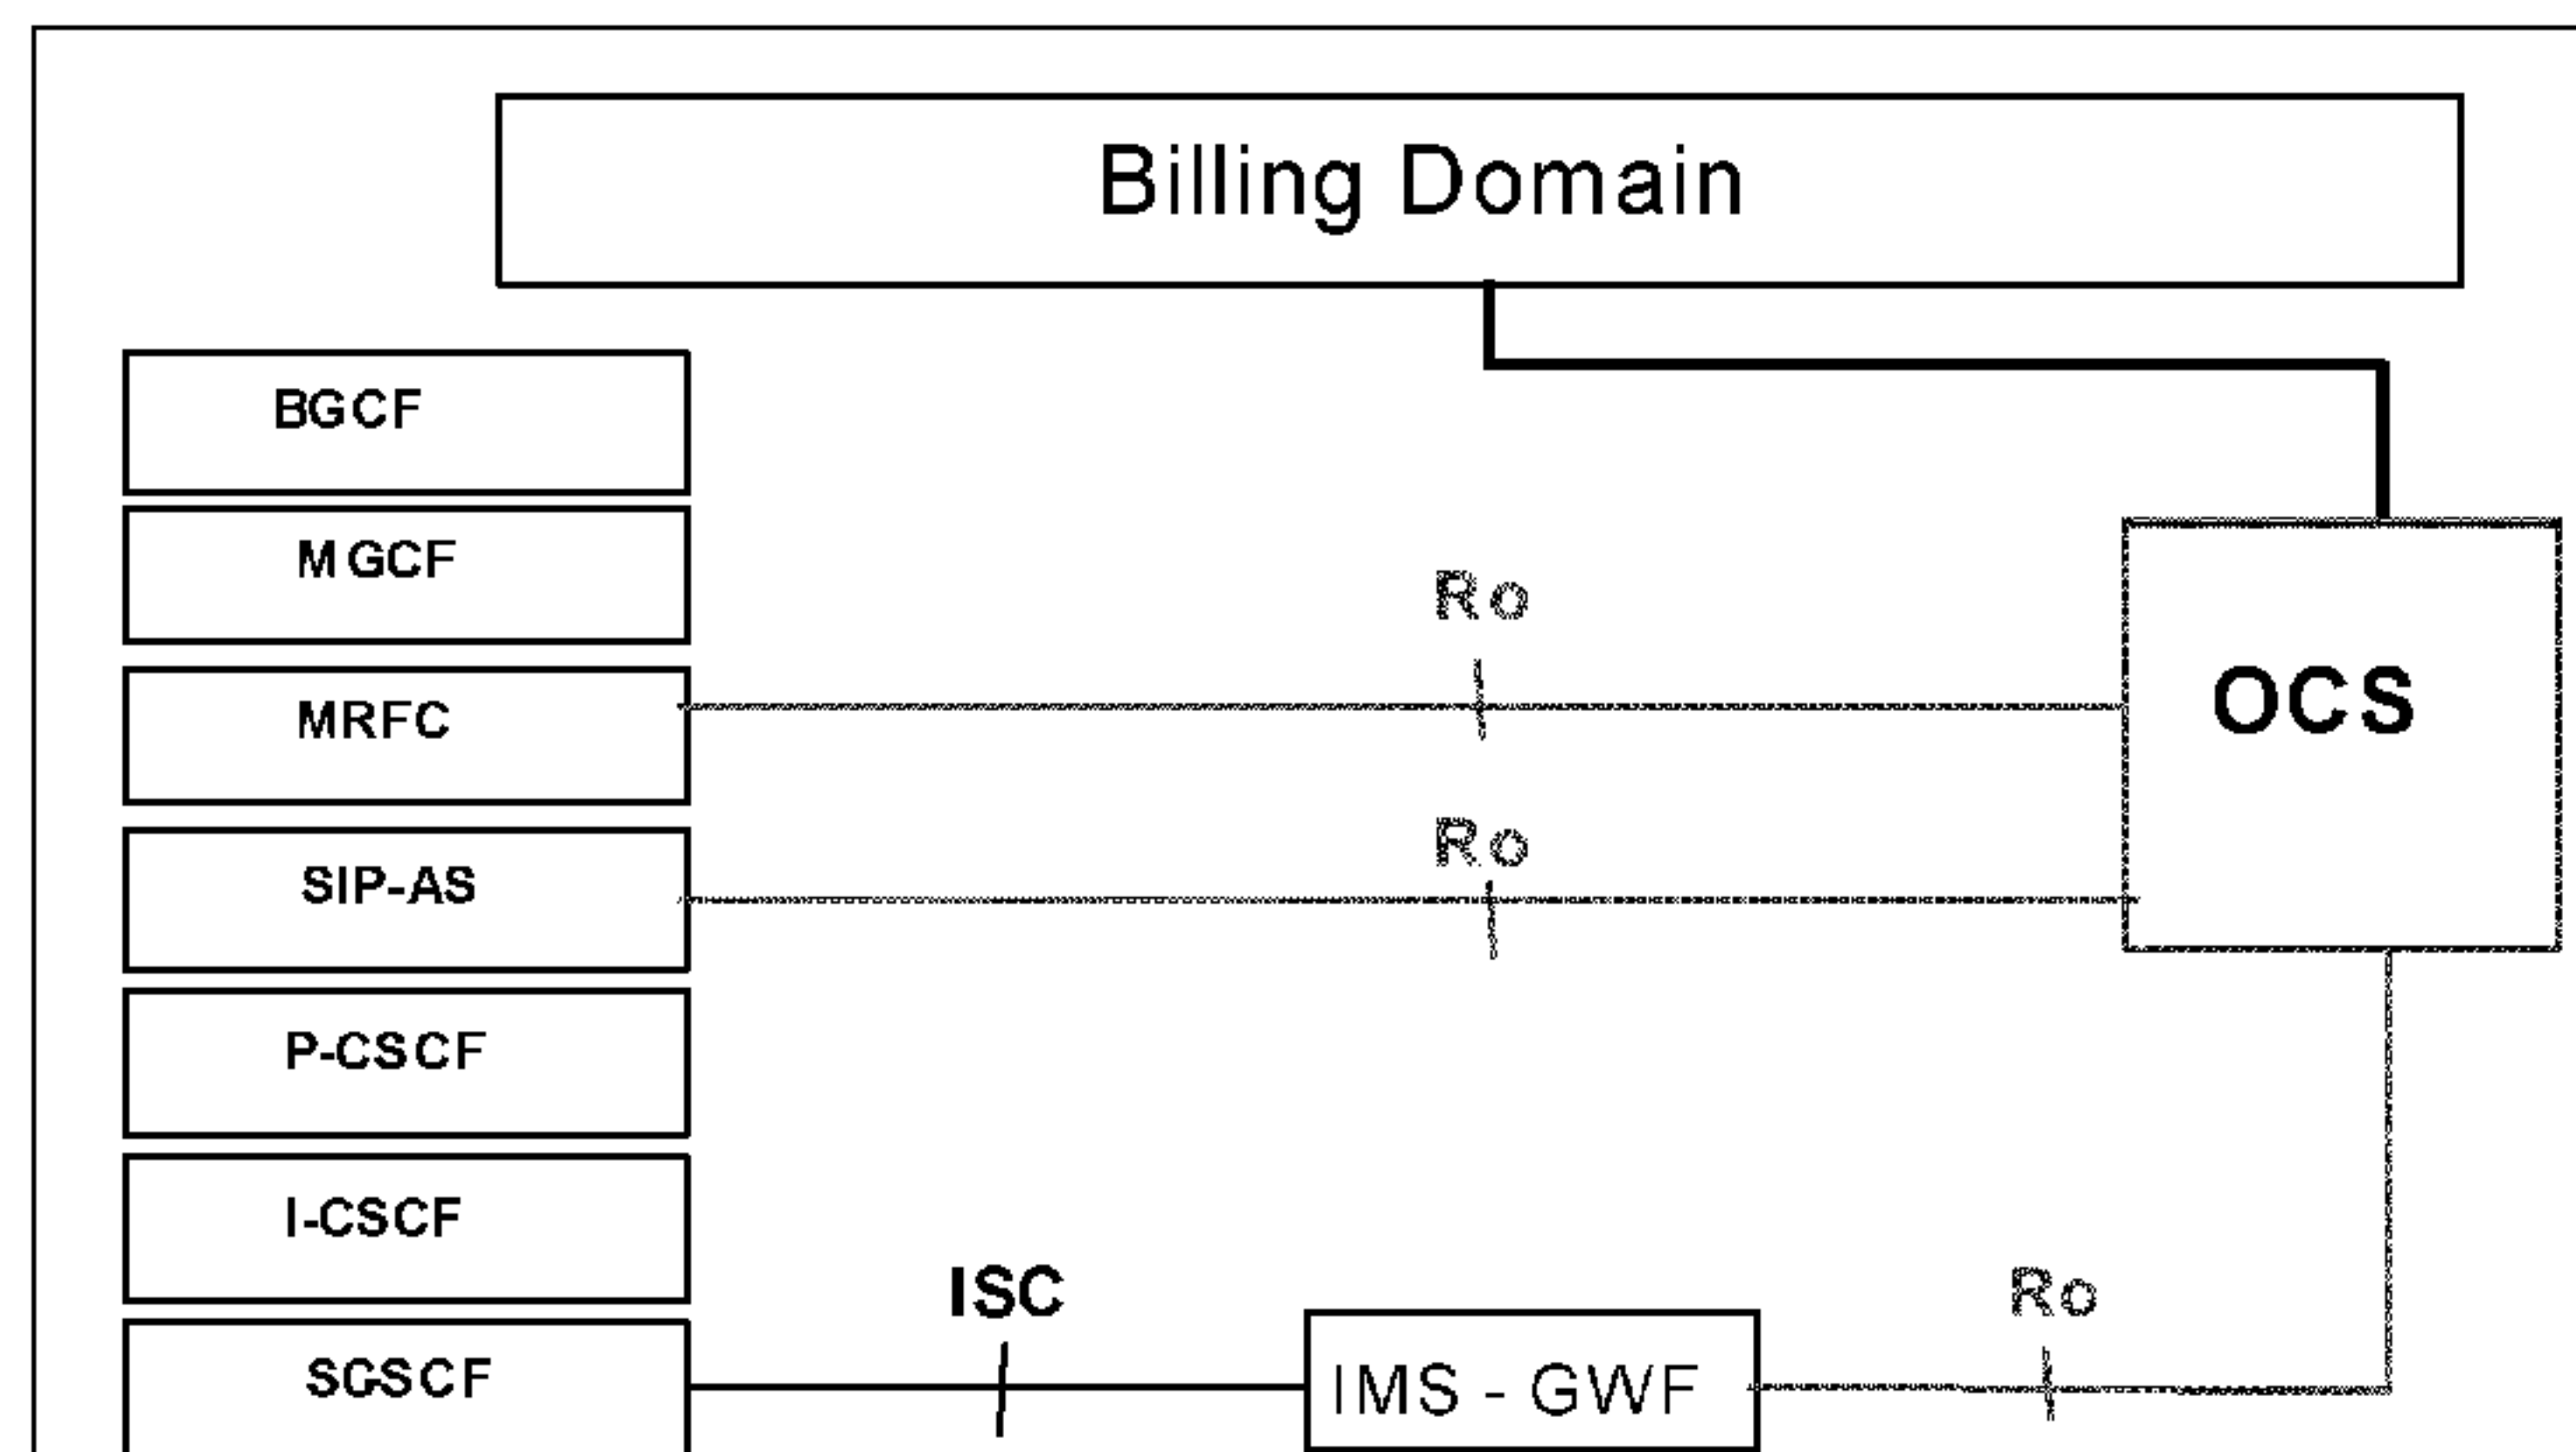 Billing Domain
BGCF
MGCF
Ro
MRFC
OCS
Ro
SIP-AS
P-CSCF
I-CSCF
ISC
Ro
SCSCF
IMS - GWF